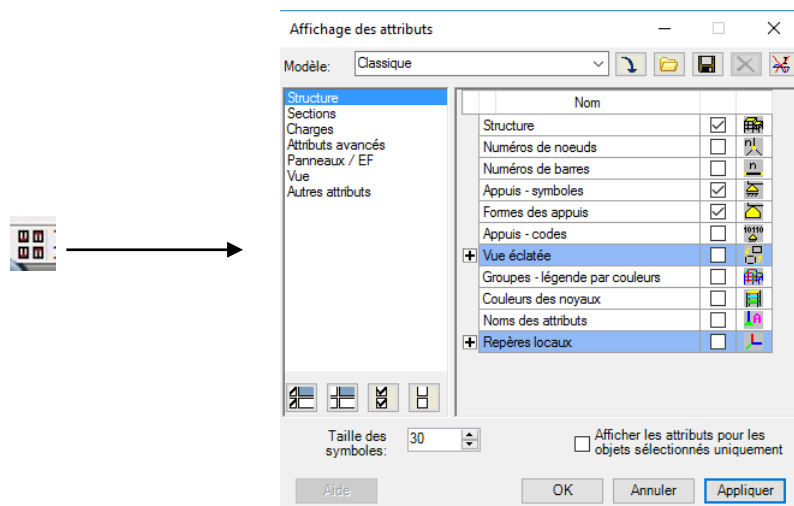 Affichage des attributs
Modèle: Classique
Structure
Sections
Charges
Attributs avancés
Panneaux / EF
Vue
Autres attributs
Nom
Structure
Numéros de noeuds
Numéros de barres
Appuis - symboles
Formes des appuis
Appuis - codes
Vue éclatée
Groupes - légende par couleurs
Couleurs des noyaux
Noms des attributs
Repères locaux
Taille des
symboles:
30
Afficher les attributs pour les
objets sélectionnés uniquement
Aide
OK
Annuler
Appliquer